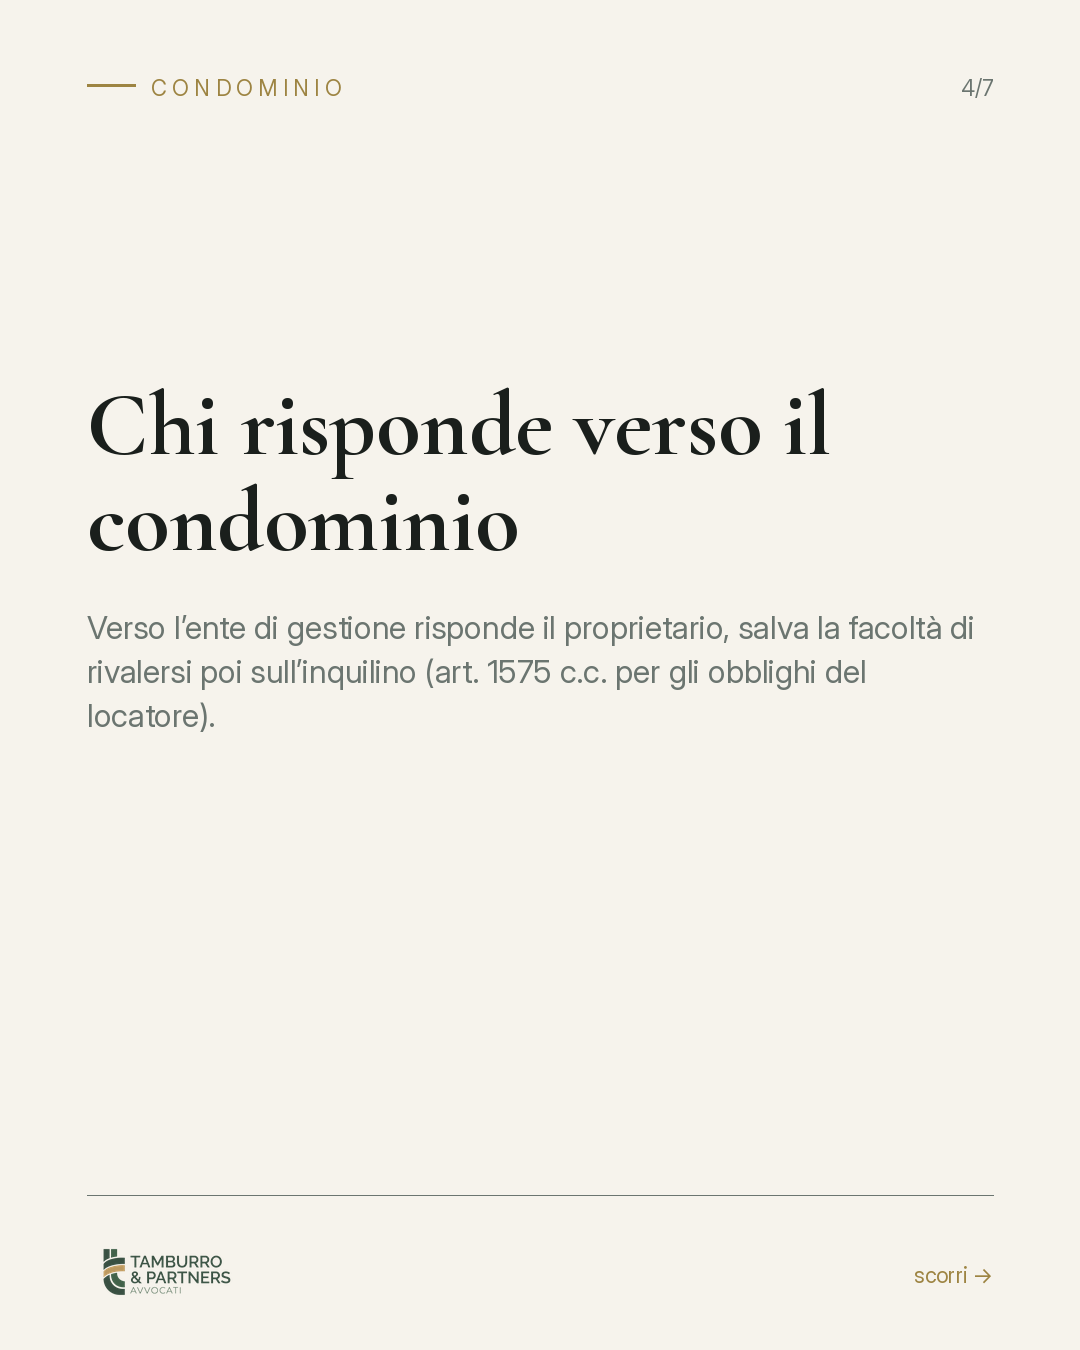 CONDOMINIO
4/7
Chi risponde verso il
condominio
Verso l’ente di gestione risponde il proprietario, salva la facoltà di
rivalersi poi sull’inquilino (art. 1575 c.c. per gli obblighi del
locatore).
TAMBURRO
& PARTNERS
AVVOCATI
scorri →